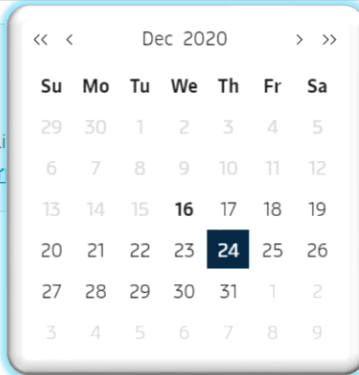 << < Dec 2020 > >>
Su Mo Tu We Th Fr Sa
29 30 1 2 3 4 5
6 7 8 9 10 11 12
13 14 15 16 17 18 19
20 21 22 23 24 25 26
27 28 29 30 31 1 2
3 4 5 6 7 8 9